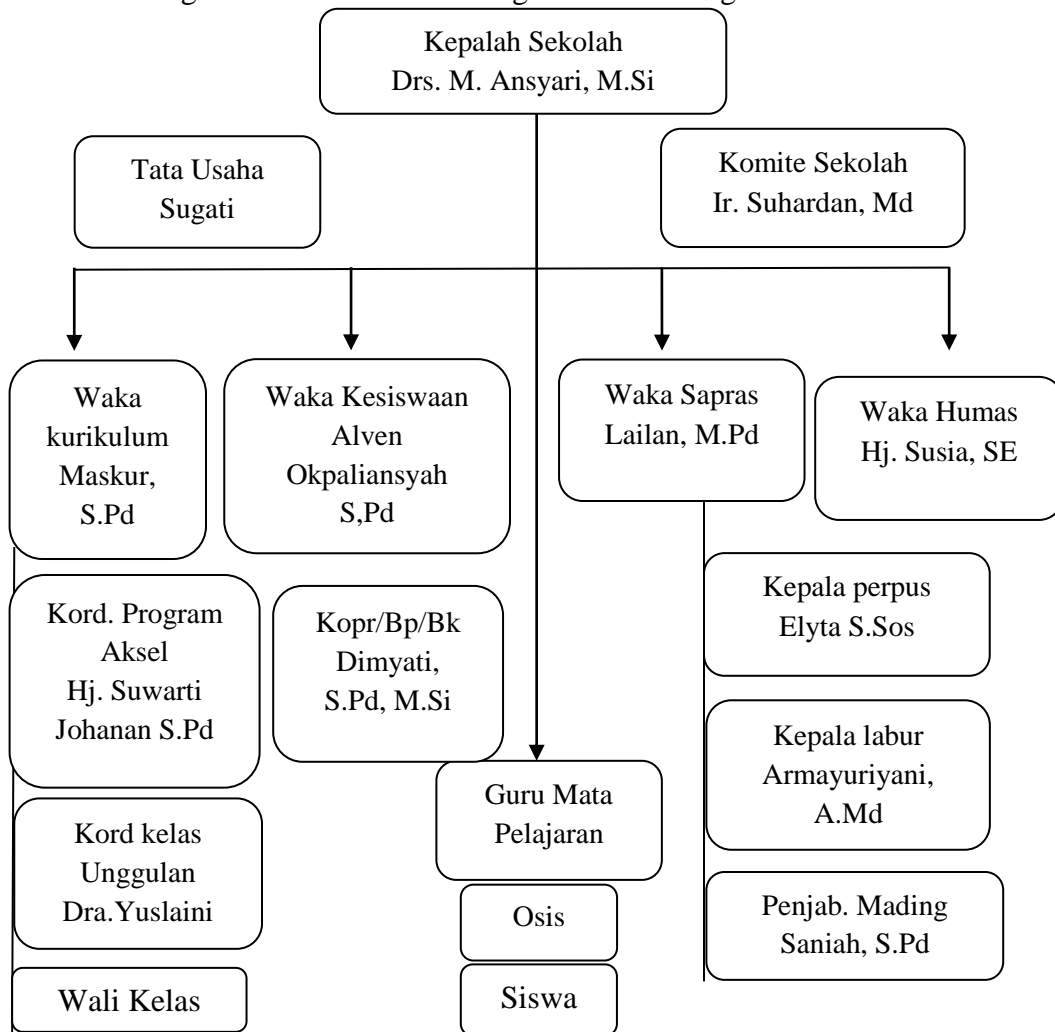 Kepalah Sekolah
Drs. M. Ansyari, M.Si
Tata Usaha
Sugati
Komite Sekolah
Ir. Suhardan, Md
Waka
kurikulum
Maskur,
S.Pd
Waka Kesiswaan
Alven
Okpaliansyah
S,Pd
Waka Sapras
Lailan, M.Pd
Waka Humas
Hj. Susia, SE
Kord. Program
Aksel
Hj. Suwarti
Johanan S.Pd
Kopr/Bp/Bk
Dimyati,
S.Pd, M.Si
Kepala perpus
Elyta S.Sos
Kepala labur
Armayuriyani,
A.Md
Guru Mata
Pelajaran
Kord kelas
Unggulan
Dra.Yuslaini
Osis
Penjab. Mading
Saniah, S.Pd
Wali Kelas
Siswa